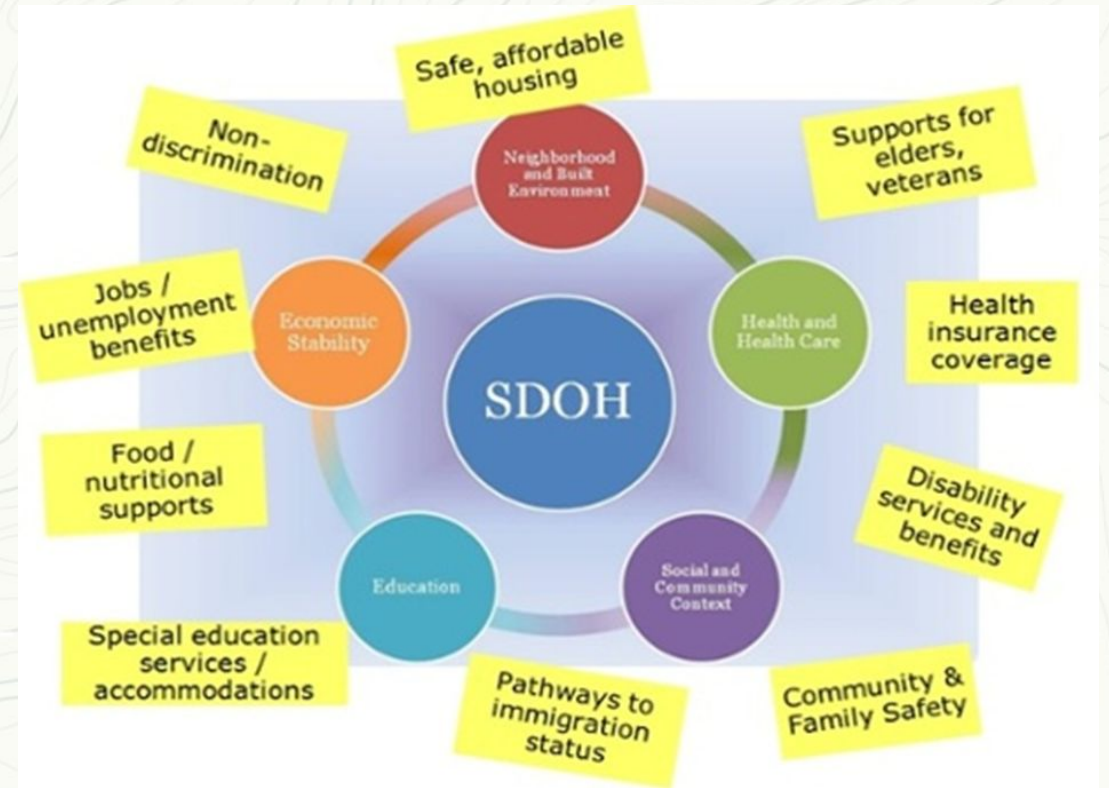 Safe, affordable
housing
Non-
discrimination
Supports for
elders,
veterans
Neighborhood
and Built
Environment
Jobs /
unemployment
benefits
Economic
Stability
Health and
Health Care
Health
insurance
coverage
SDOH
Food /
nutritional
supports
Disability
services and
benefits
Education
Social and
Community
Context
Special education
services /
accommodations
Pathways to
immigration
status
Community &
Family Safety